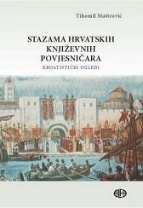 Tihomil Maštrović
STAZAMA HRVATSKIH
KNJIŽEVNIH
POVJESNIČARA
KROATISTIČKI OGLEDI